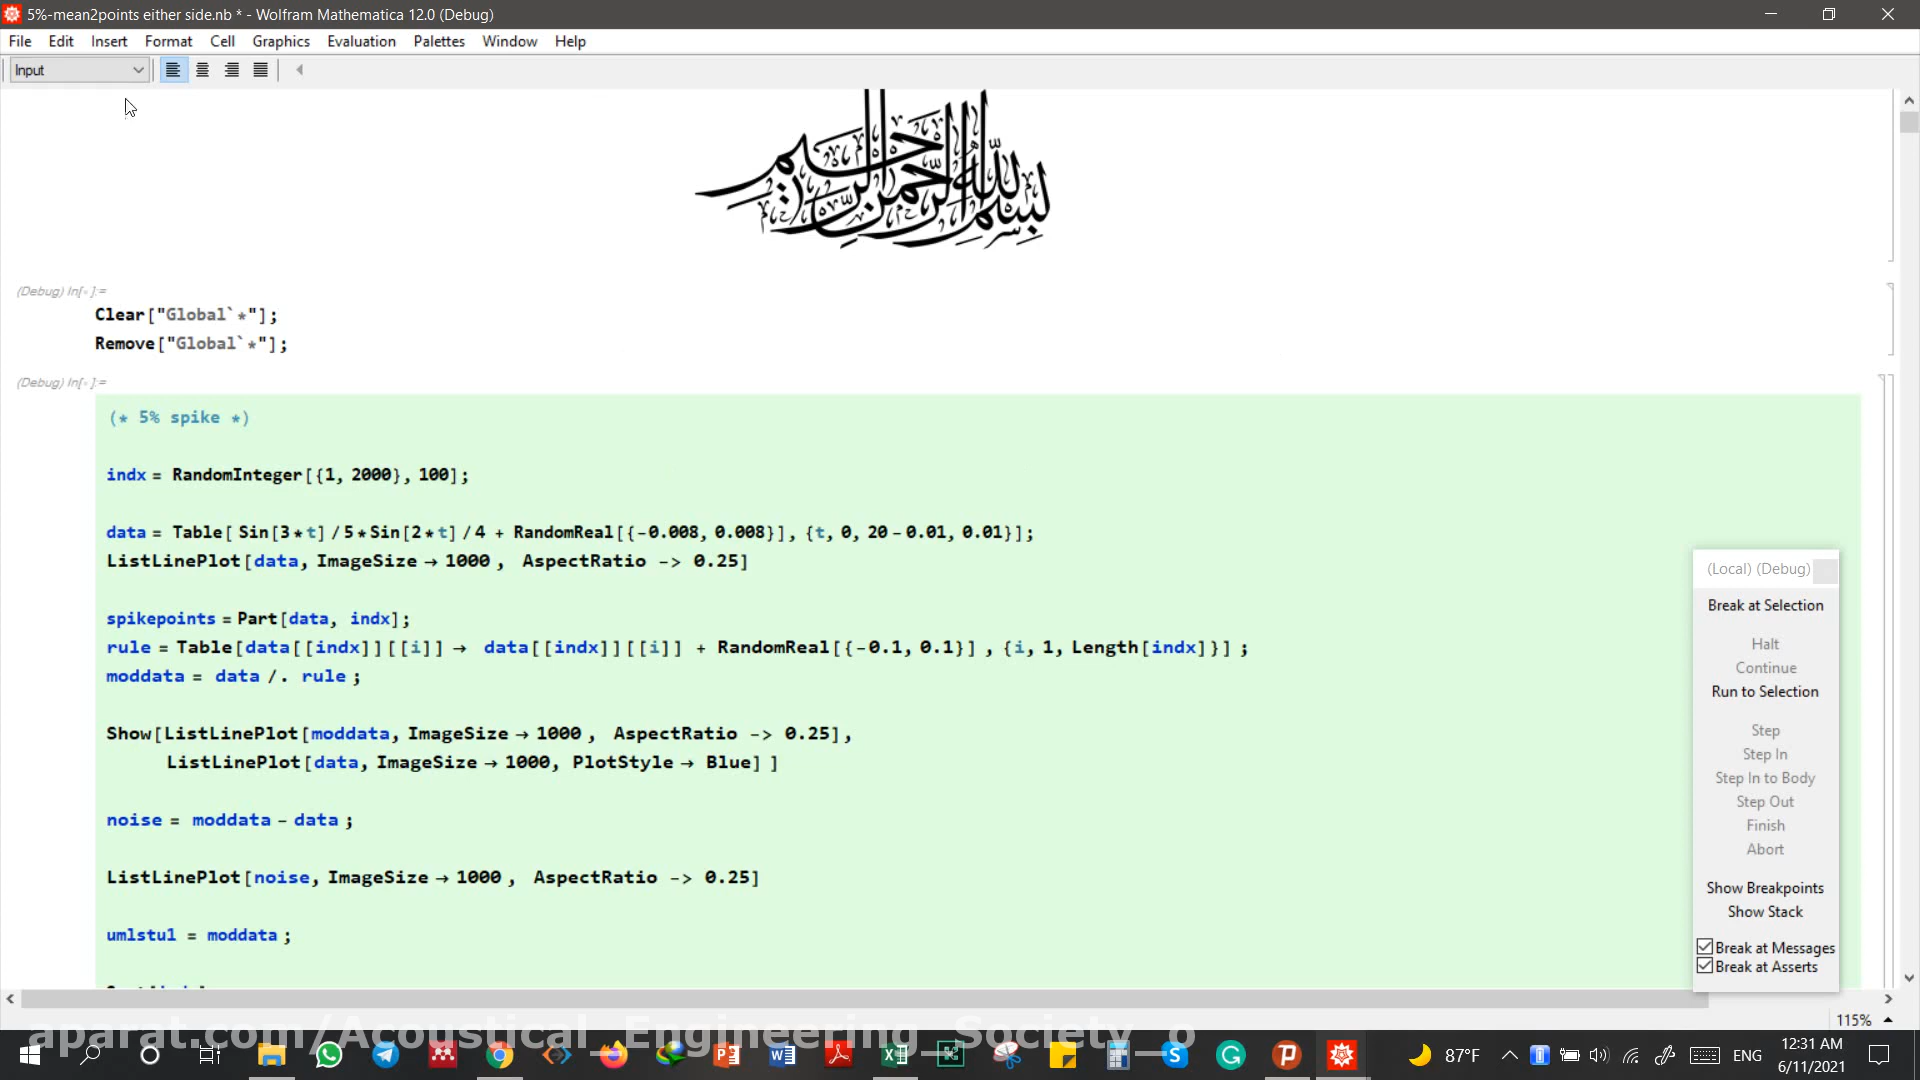 5%-mean2points either side.nb * - Wolfram Mathematica 12.0 (Debug)
File Edit Insert Format Cell Graphics Evaluation Palettes Window Help
Input
بسم الله الرحمن الرحیم
(Debug) In[◦]:=
Clear["Global`*"];
Remove["Global`*"];
(Debug) In[◦]:=
(* 5% spike *)
indx = RandomInteger[{1, 2000}, 100];
data = Table[ Sin[3*t]/5*Sin[2*t]/4 + RandomReal[{-0.008, 0.008}], {t, 0, 20-0.01, 0.01}];
ListLinePlot[data, ImageSize → 1000 , AspectRatio -> 0.25]
spikepoints = Part[data, indx];
rule = Table[data[[indx]][[i]] → data[[indx]][[i]] + RandomReal[{-0.1, 0.1}] , {i, 1, Length[indx]}] ;
moddata = data /. rule ;
Show[ListLinePlot[moddata, ImageSize → 1000 , AspectRatio -> 0.25],
ListLinePlot[data, ImageSize → 1000, PlotStyle → Blue] ]
noise = moddata - data ;
ListLinePlot[noise, ImageSize → 1000 , AspectRatio -> 0.25]
umlstu1 = moddata ;
(Local) (Debug)
Break at Selection
Halt
Continue
Run to Selection
Step
Step In
Step In to Body
Step Out
Finish
Abort
Show Breakpoints
Show Stack
Break at Messages
Break at Asserts
115%
aparat.com/Acoustical_Engineering_Society_o
87°F
ENG
12:31 AM
6/11/2021